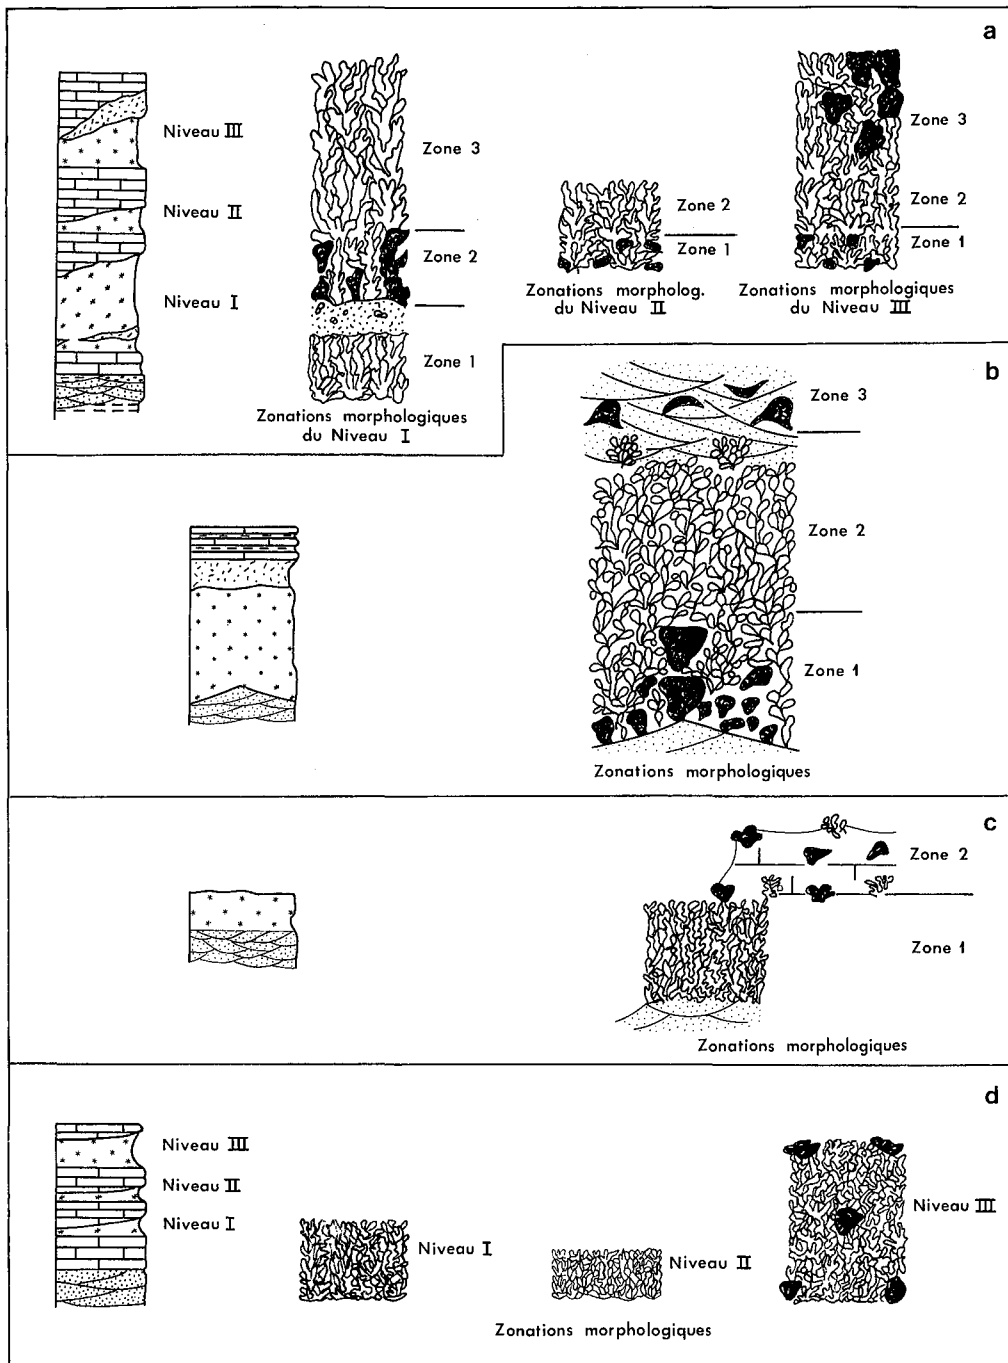 a
Niveau III
Niveau II
Niveau I
Zone 3
Zone 2
Zone 1
Zonations morphologiques
du Niveau I
Zone 2
Zone 1
Zonations morpholog.
du Niveau II
Zone 3
Zone 2
Zone 1
Zonations morphologiques
du Niveau III
b
Zone 3
Zone 2
Zone 1
Zonations morphologiques
c
Zone 2
Zone 1
Zonations morphologiques
d
Niveau III
Niveau II
Niveau I
Niveau I
Niveau II
Niveau III
Zonations morphologiques